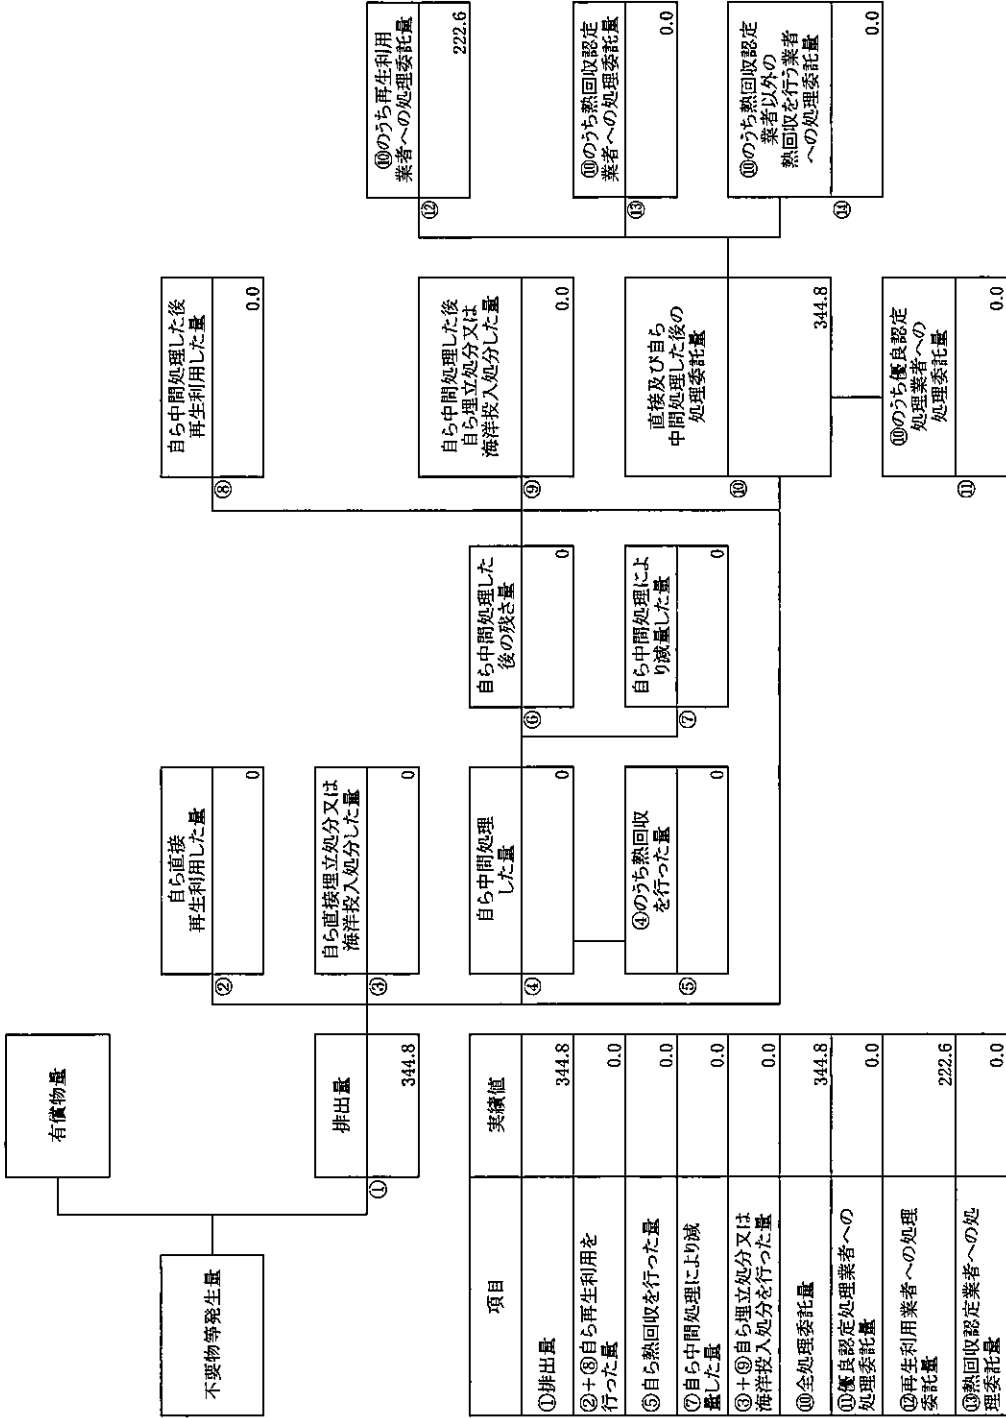 不要物等発生量
有償物量
①
排出量
344.8
②
自ら直接
再生利用した量
0
③
自ら直接埋立処分又は
海洋投入処分した量
0
④
自ら中間処理
した量
0
⑤
④のうち熱回収
を行った量
0
⑥
自ら中間処理した
後の残さ量
0
⑦
自ら中間処理によ
り減量した量
0
⑧
自ら中間処理した後
再生利用した量
0.0
⑨
自ら中間処理した後
自ら埋立処分又は
海洋投入処分した量
0.0
⑩
直接及び自ら
中間処理した後の
処理委託量
344.8
⑪
⑩のうち優良認定
処理業者への
処理委託量
0.0
⑫
⑩のうち再生利用
業者への処理委託量
222.6
⑬
⑩のうち熱回収認定
業者への処理委託量
0.0
⑭
⑩のうち熱回収認定
業者以外の
熱回収を行う業者
への処理委託量
0.0
項目 実績値
①排出量 344.8
②+⑧自ら再生利用を
行った量 0.0
⑤自ら熱回収を行った量 0.0
⑦自ら中間処理により減
量した量 0.0
③+⑨自ら埋立処分又は
海洋投入処分を行った量 0.0
⑩全処理委託量 344.8
⑪優良認定処理業者への
処理委託量 0.0
⑫再生利用業者への処理
委託量 222.6
⑬熱回収認定業者への処
理委託量 0.0